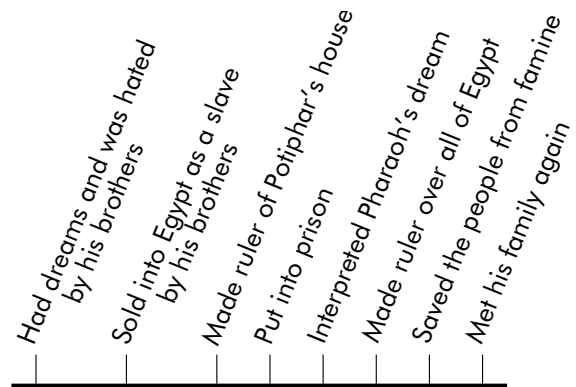 Had dreams and was hated
by his brothers
Sold into Egypt as a slave
by his brothers
Made ruler of Potiphar’s house
Put into prison
Interpreted Pharaoh’s dream
Made ruler over all of Egypt
Saved the people from famine
Met his family again